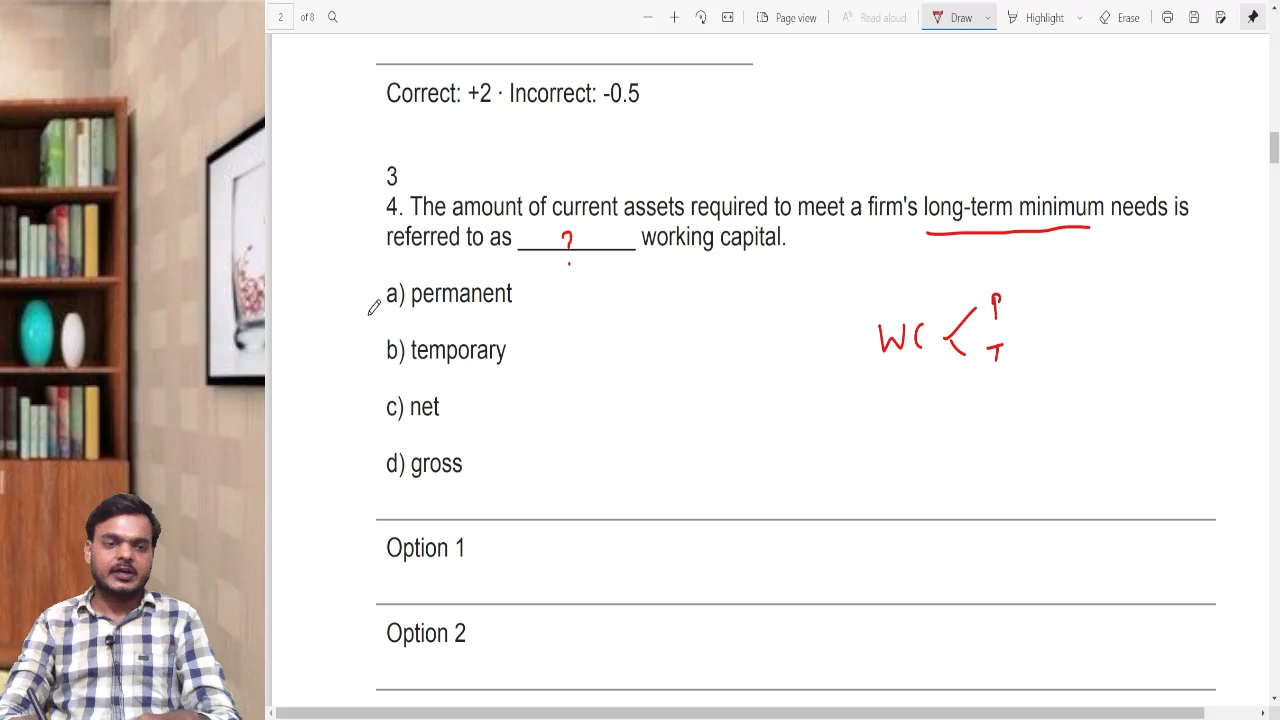 2 of 8 Page view Read aloud Draw Highlight Erase
Correct: +2 · Incorrect: -0.5
3
4. The amount of current assets required to meet a firm's long-term minimum needs is
referred to as ________ working capital.
?
a) permanent
P
WC
b) temporary
T
c) net
d) gross
Option 1
Option 2